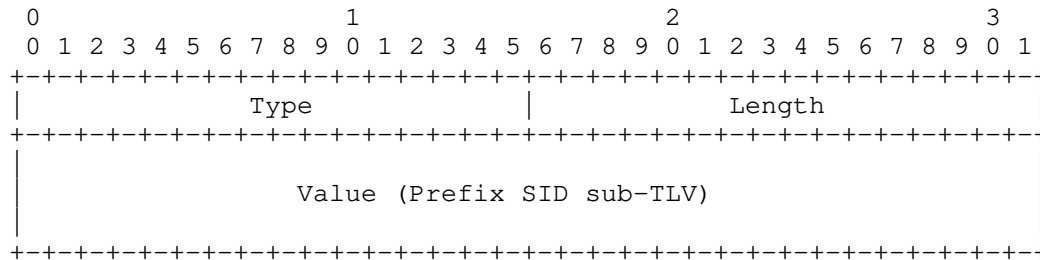 0                   1                   2                   3
0 1 2 3 4 5 6 7 8 9 0 1 2 3 4 5 6 7 8 9 0 1 2 3 4 5 6 7 8 9 0 1
+-+-+-+-+-+-+-+-+-+-+-+-+-+-+-+-+-+-+-+-+-+-+-+-+-+-+-+-+-+-+-+--
|              Type             |            Length
+-+-+-+-+-+-+-+-+-+-+-+-+-+-+-+-+-+-+-+-+-+-+-+-+-+-+-+-+-+-+-+--
|
|                 Value (Prefix SID sub-TLV)
|
+-+-+-+-+-+-+-+-+-+-+-+-+-+-+-+-+-+-+-+-+-+-+-+-+-+-+-+-+-+-+-+--